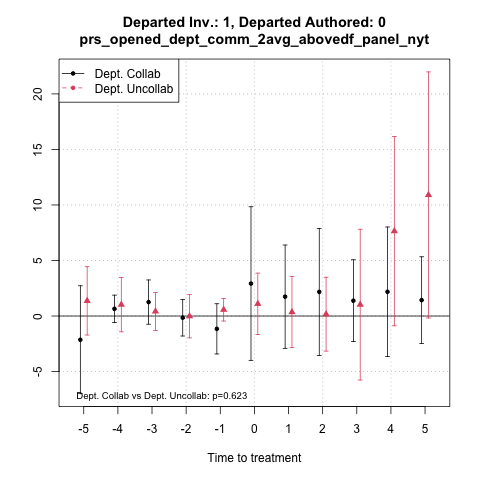 Departed Inv.: 1, Departed Authored: 0
prs_opened_dept_comm_2avg_abovedf_panel_nyt
Dept. Collab
Dept. Uncollab
20
15
10
5
0
-5
Dept. Collab vs Dept. Uncollab: p=0.623
-5 -4 -3 -2 -1 0 1 2 3 4 5
Time to treatment